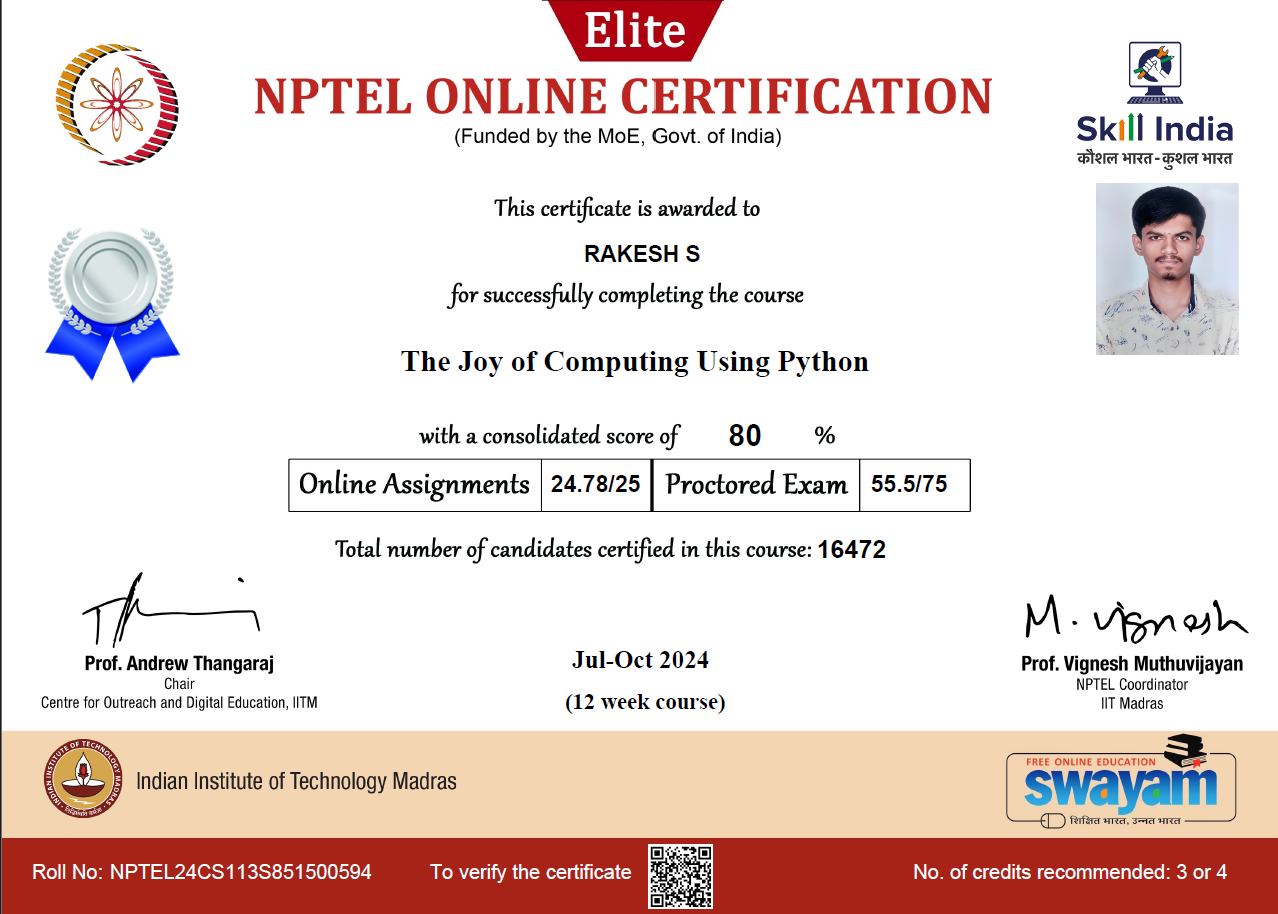 Elite
NPTEL ONLINE CERTIFICATION
(Funded by the MoE, Govt. of India)
Skill India
कौशल भारत - कुशल भारत
This certificate is awarded to
RAKESH S
for successfully completing the course
The Joy of Computing Using Python
with a consolidated score of 80 %
Online Assignments 24.78/25 Proctored Exam 55.5/75
Total number of candidates certified in this course: 16472
M. Vignesh
Prof. Andrew Thangaraj
Chair
Centre for Outreach and Digital Education, IITM
Jul-Oct 2024
(12 week course)
Prof. Vignesh Muthuvijayan
NPTEL Coordinator
IIT Madras
INDIAN INSTITUTE OF TECHNOLOGY MADRAS
Indian Institute of Technology Madras
FREE ONLINE EDUCATION
swayam
शिक्षित भारत, उन्नत भारत
Roll No: NPTEL24CS113S851500594
To verify the certificate
No. of credits recommended: 3 or 4